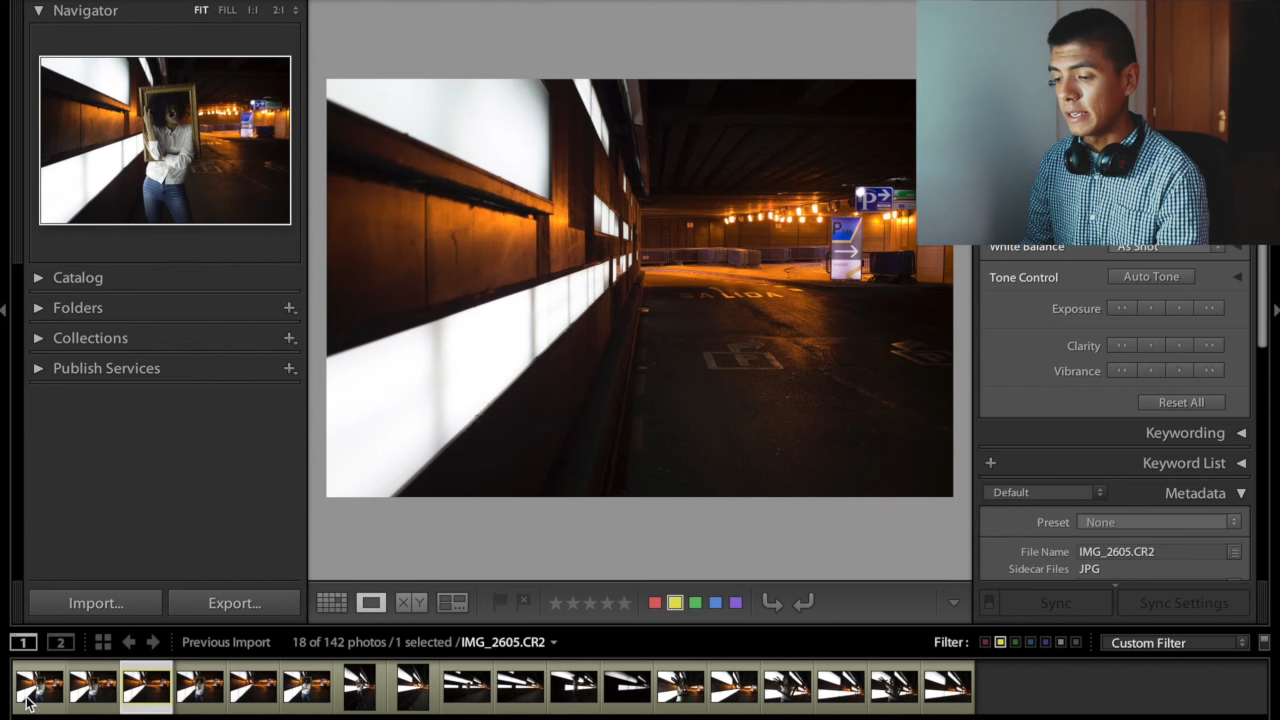 Navigator FIT FILL 1:1 2:1
Catalog
Folders
Collections
Publish Services
Import... Export...
P
P
SALIDA
White Balance As Shot
Tone Control Auto Tone
Exposure
Clarity
Vibrance
Reset All
Keywording
Keyword List
Default Metadata
Preset None
File Name IMG_2605.CR2
Sidecar Files JPG
Sync Sync Settings
XY
1 2 Previous Import 18 of 142 photos / 1 selected / IMG_2605.CR2 Filter : Custom Filter